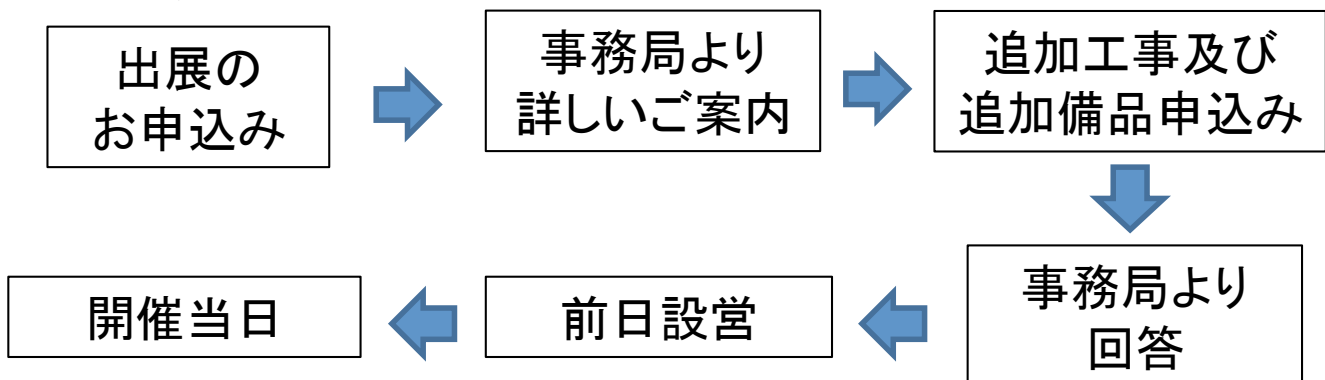 出展の
お申込み
事務局より
詳しいご案内
追加工事及び
追加備品申込み
事務局より
回答
前日設営
開催当日